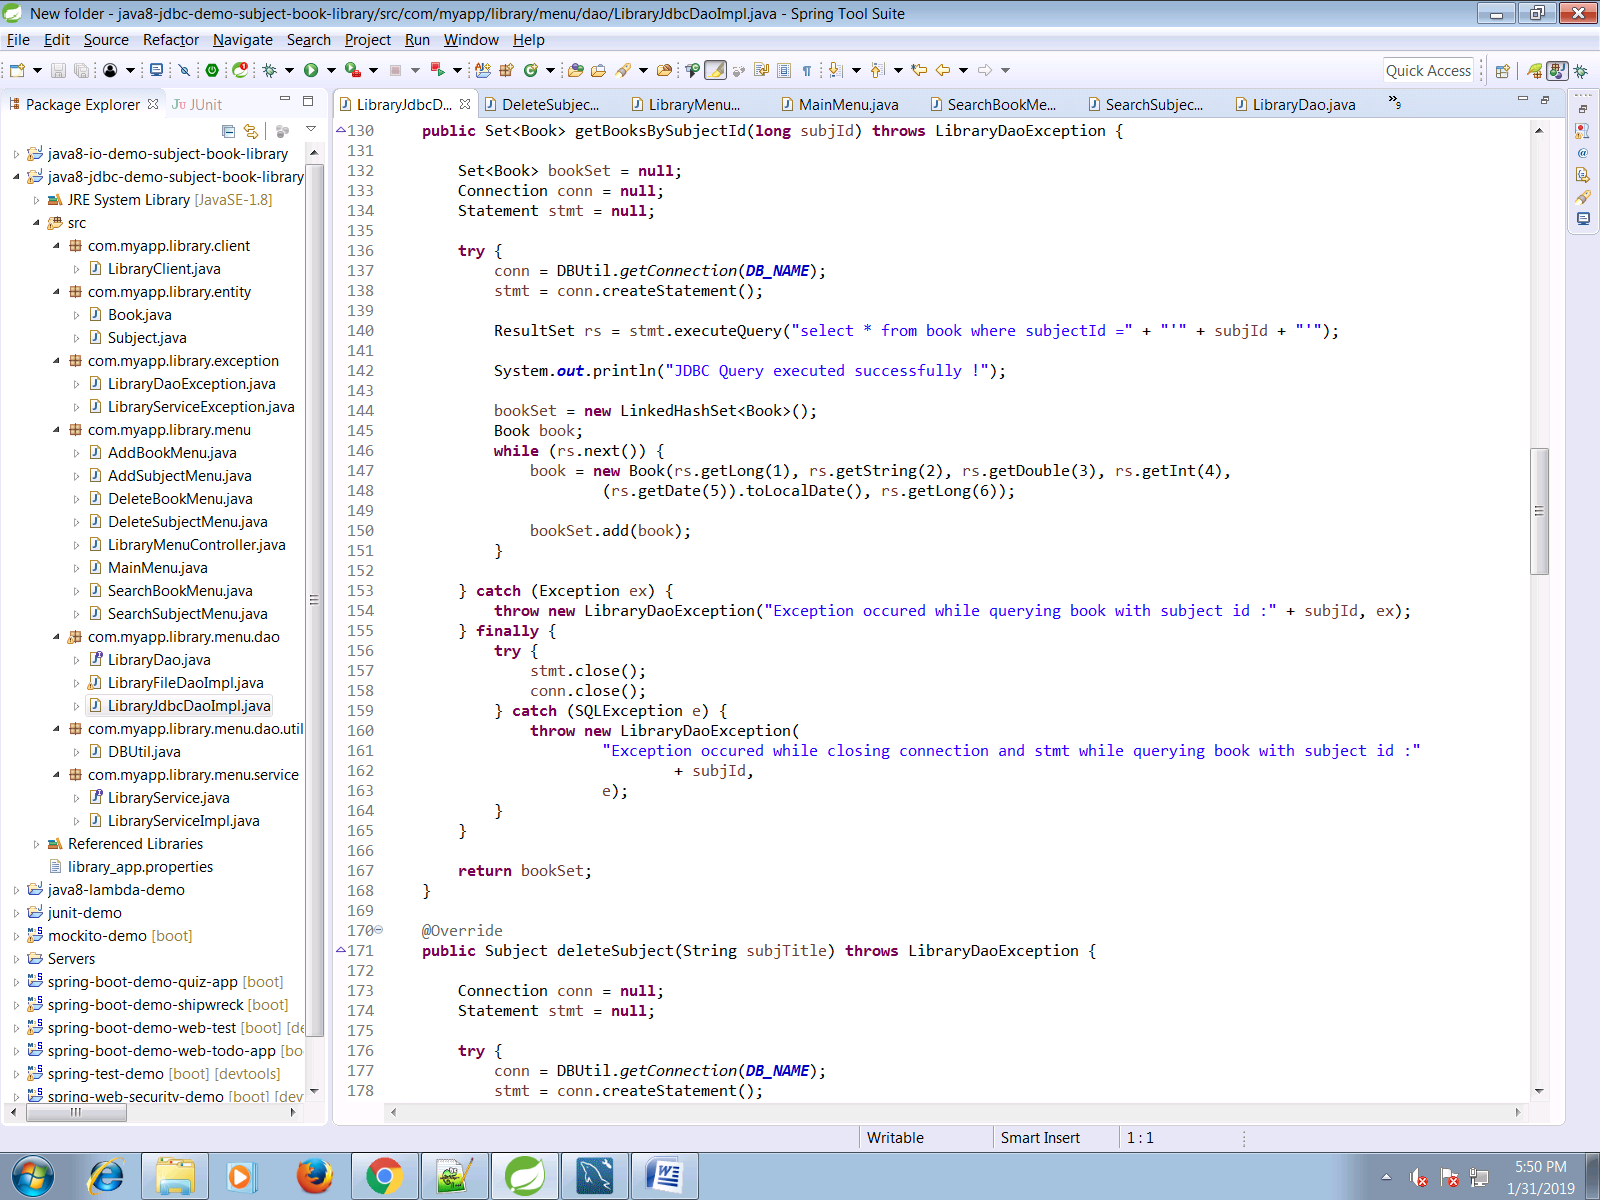 New folder - java8-jdbc-demo-subject-book-library/src/com/myapp/library/menu/dao/LibraryJdbcDaoImpl.java - Spring Tool Suite
File Edit Source Refactor Navigate Search Project Run Window Help
Quick Access
Package Explorer JUnit
LibraryJdbcD... DeleteSubjec... LibraryMenu... MainMenu.java SearchBookMe... SearchSubjec... LibraryDao.java »9
java8-io-demo-subject-book-library
java8-jdbc-demo-subject-book-library
JRE System Library [JavaSE-1.8]
src
com.myapp.library.client
LibraryClient.java
com.myapp.library.entity
Book.java
Subject.java
com.myapp.library.exception
LibraryDaoException.java
LibraryServiceException.java
com.myapp.library.menu
AddBookMenu.java
AddSubjectMenu.java
DeleteBookMenu.java
DeleteSubjectMenu.java
LibraryMenuController.java
MainMenu.java
SearchBookMenu.java
SearchSubjectMenu.java
com.myapp.library.menu.dao
LibraryDao.java
LibraryFileDaoImpl.java
LibraryJdbcDaoImpl.java
com.myapp.library.menu.dao.util
DBUtil.java
com.myapp.library.menu.service
LibraryService.java
LibraryServiceImpl.java
Referenced Libraries
library_app.properties
java8-lambda-demo
junit-demo
mockito-demo [boot]
Servers
spring-boot-demo-quiz-app [boot]
spring-boot-demo-shipwreck [boot]
spring-boot-demo-web-test [boot] [de
spring-boot-demo-web-todo-app [bo
spring-test-demo [boot] [devtools]
spring-web-security-demo [boot] [dev
130 public Set<Book> getBooksBySubjectId(long subjId) throws LibraryDaoException {
131
132 Set<Book> bookSet = null;
133 Connection conn = null;
134 Statement stmt = null;
135
136 try {
137 conn = DBUtil.getConnection(DB_NAME);
138 stmt = conn.createStatement();
139
140 ResultSet rs = stmt.executeQuery("select * from book where subjectId =" + "'" + subjId + "'");
141
142 System.out.println("JDBC Query executed successfully !");
143
144 bookSet = new LinkedHashSet<Book>();
145 Book book;
146 while (rs.next()) {
147 book = new Book(rs.getLong(1), rs.getString(2), rs.getDouble(3), rs.getInt(4),
148 (rs.getDate(5)).toLocalDate(), rs.getLong(6));
149
150 bookSet.add(book);
151 }
152
153 } catch (Exception ex) {
154 throw new LibraryDaoException("Exception occured while querying book with subject id :" + subjId, ex);
155 } finally {
156 try {
157 stmt.close();
158 conn.close();
159 } catch (SQLException e) {
160 throw new LibraryDaoException(
161 "Exception occured while closing connection and stmt while querying book with subject id :"
162 + subjId,
163 e);
164 }
165 }
166
167 return bookSet;
168 }
169
170 @Override
171 public Subject deleteSubject(String subjTitle) throws LibraryDaoException {
172
173 Connection conn = null;
174 Statement stmt = null;
175
176 try {
177 conn = DBUtil.getConnection(DB_NAME);
178 stmt = conn.createStatement();
Writable Smart Insert 1 : 1
5:50 PM
1/31/2019